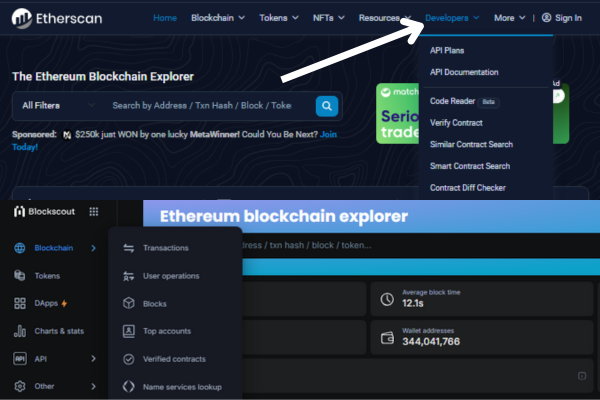 Etherscan
Home Blockchain Tokens NFTs Resources Developers More | Sign In
API Plans
API Documentation
The Ethereum Blockchain Explorer
Code Reader Beta
Verify Contract
Similar Contract Search
Smart Contract Search
Contract Diff Checker
All Filters Search by Address / Txn Hash / Block / Toke
Sponsored: $250k just WON by one lucky MetaWinner! Could You Be Next? Join
Today!
match
Serio
trade
Ad
Blockscout
Blockchain
Tokens
DApps
Charts & stats
API
Other
Transactions
User operations
Blocks
Top accounts
Verified contracts
Name services lookup
Ethereum blockchain explorer
ress / txn hash / block / token...
Average block time
12.1s
Wallet addresses
344,041,766